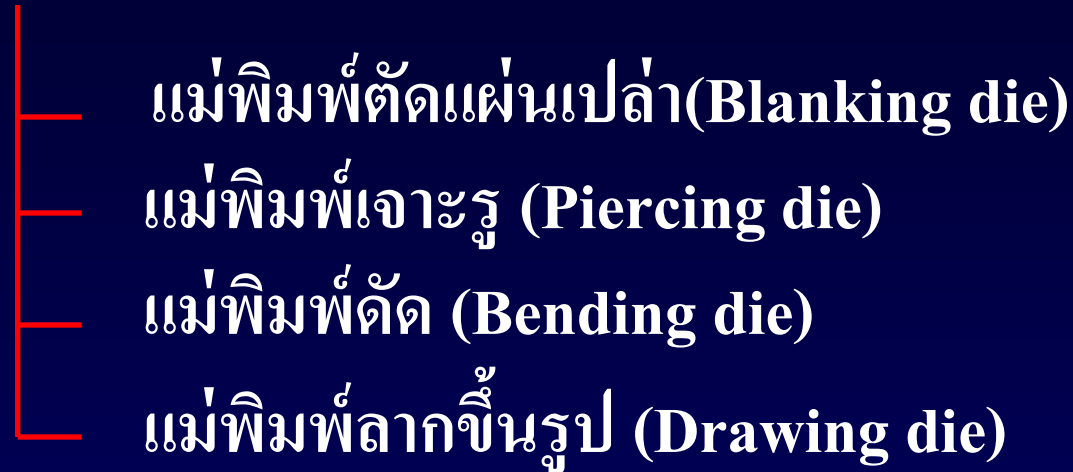 แม่พิมพ์ตัดแผ่นเปล่า(Blanking die)
แม่พิมพ์เจาะรู (Piercing die)
แม่พิมพ์ดัด (Bending die)
แม่พิมพ์ลากขึ้นรูป (Drawing die)